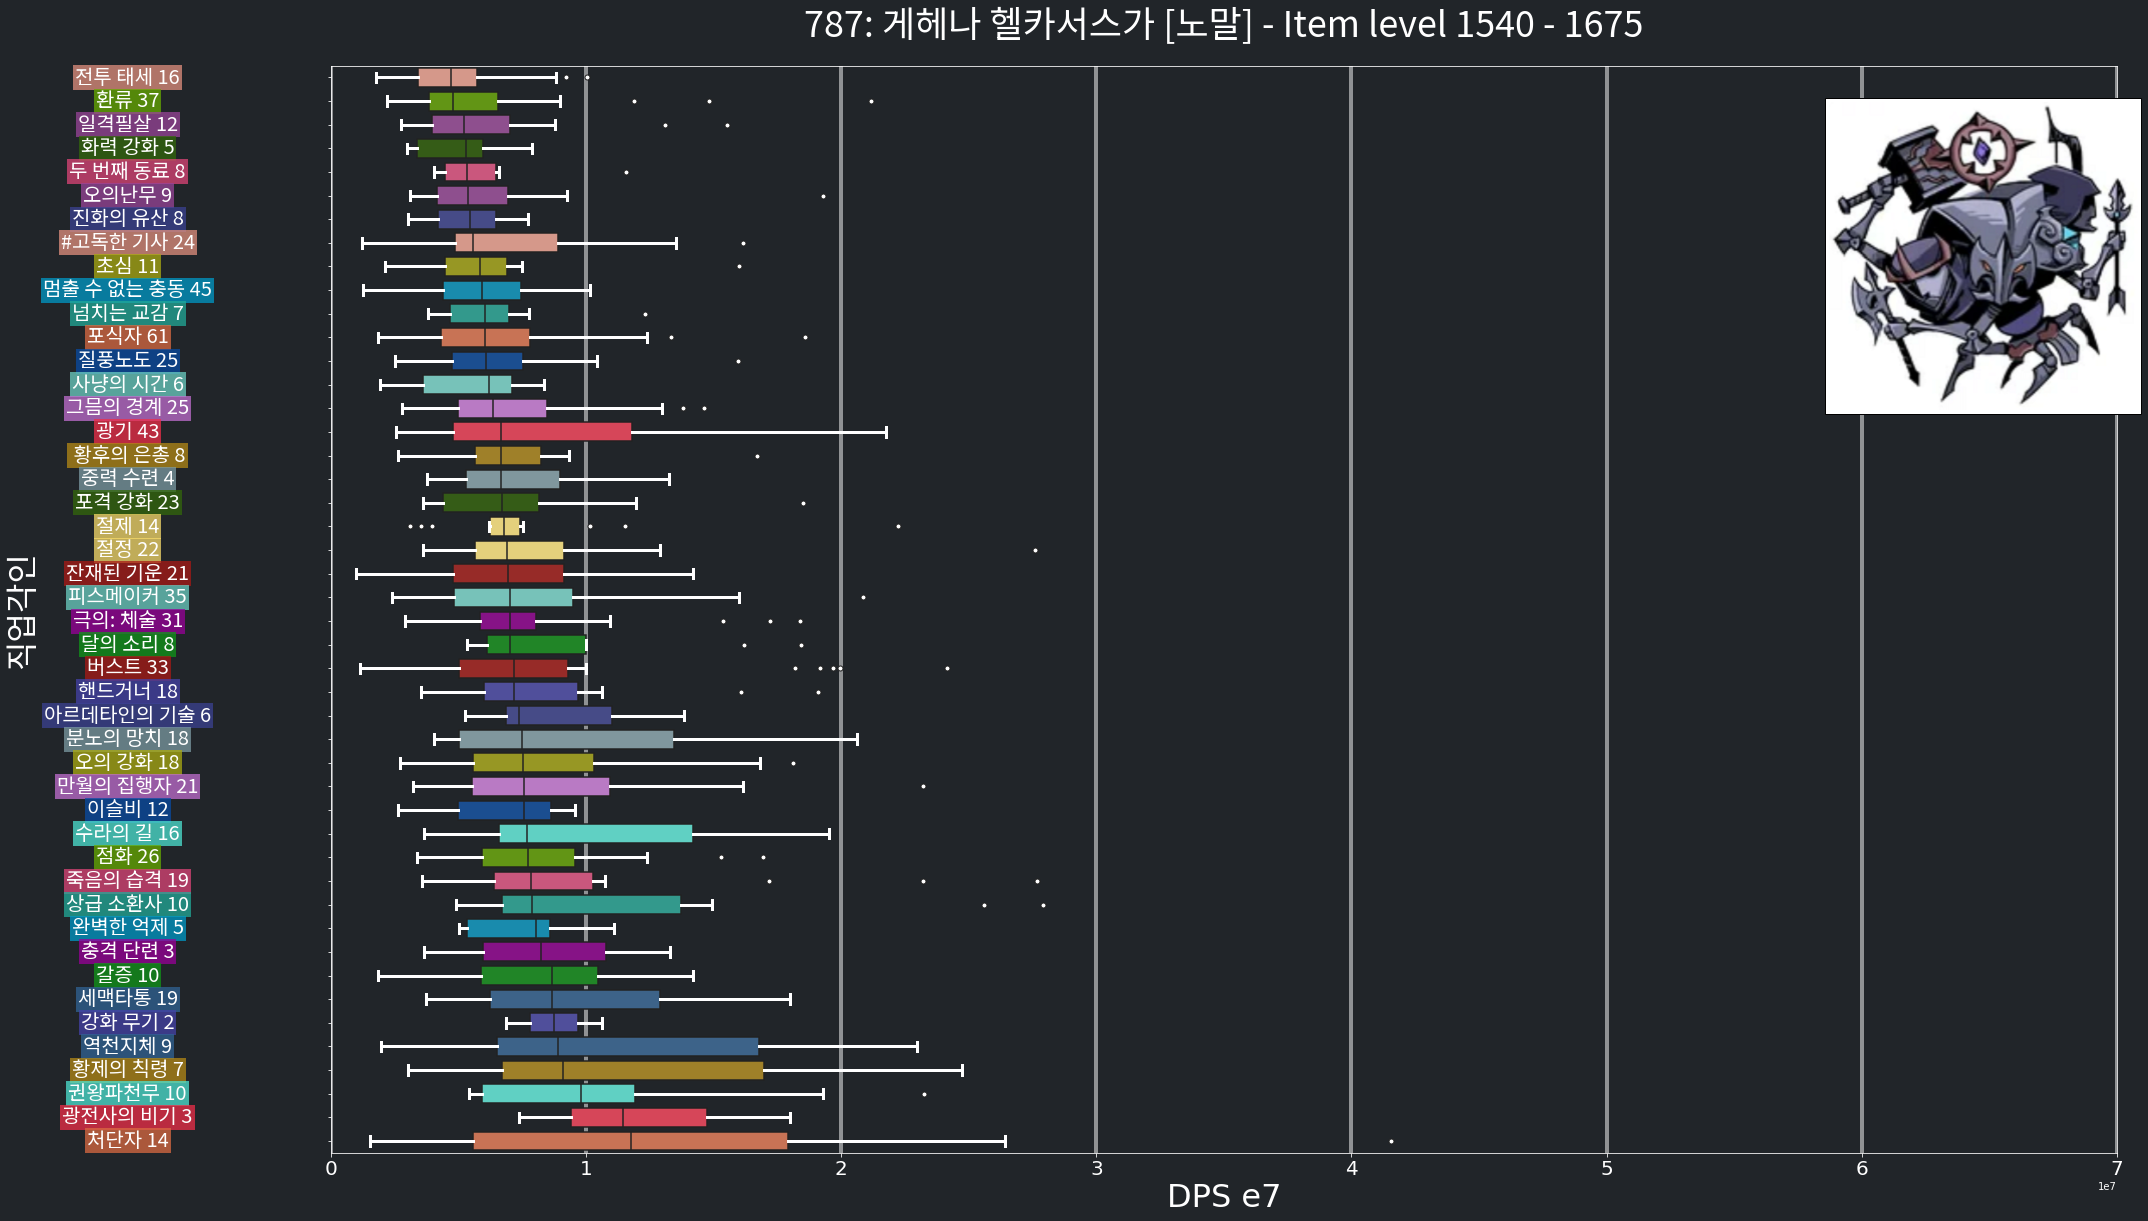 787: 게헤나 헬카서스가 [노말] - Item level 1540 - 1675
전투 태세 16
환류 37
일격필살 12
화력 강화 5
두 번째 동료 8
오의난무 9
진화의 유산 8
#고독한 기사 24
초심 11
멈출 수 없는 충동 45
넘치는 교감 7
포식자 61
질풍노도 25
사냥의 시간 6
그믐의 경계 25
광기 43
황후의 은총 8
중력 수련 4
포격 강화 23
절제 14
절정 22
잔재된 기운 21
피스메이커 35
극의: 체술 31
달의 소리 8
버스트 33
핸드거너 18
아르데타인의 기술 6
분노의 망치 18
오의 강화 18
만월의 집행자 21
이슬비 12
수라의 길 16
점화 26
죽음의 습격 19
상급 소환사 10
완벽한 억제 5
충격 단련 3
갈증 10
세맥타통 19
강화 무기 2
역천지체 9
황제의 칙령 7
권왕파천무 10
광전사의 비기 3
처단자 14
직업각인
0 1 2 3 4 5 6 7
1e7
DPS e7